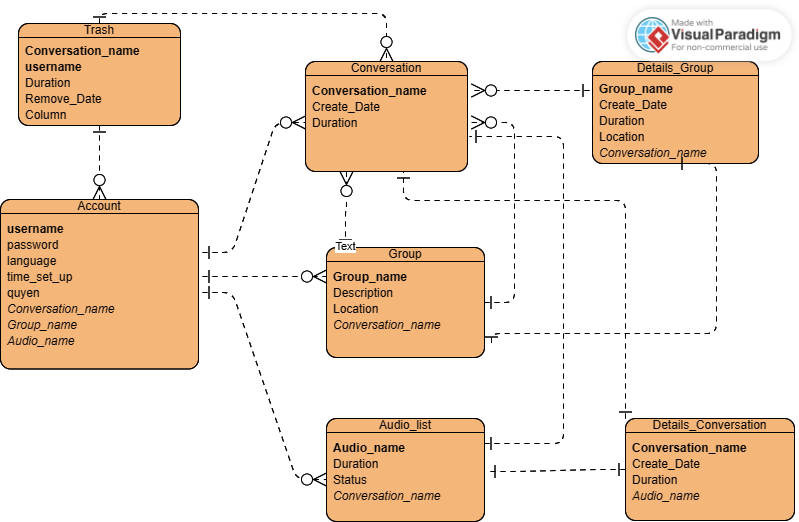 Made with
VisualParadigm
For non-commercial use
Trash
Conversation_name
username
Duration
Remove_Date
Column
Conversation
Conversation_name
Create_Date
Duration
Details_Group
Group_name
Create_Date
Duration
Location
Conversation_name
Account
username
password
language
time_set_up
quyen
Conversation_name
Group_name
Audio_name
Text
Group
Group_name
Description
Location
Conversation_name
Audio_list
Audio_name
Duration
Status
Conversation_name
Details_Conversation
Conversation_name
Create_Date
Duration
Audio_name